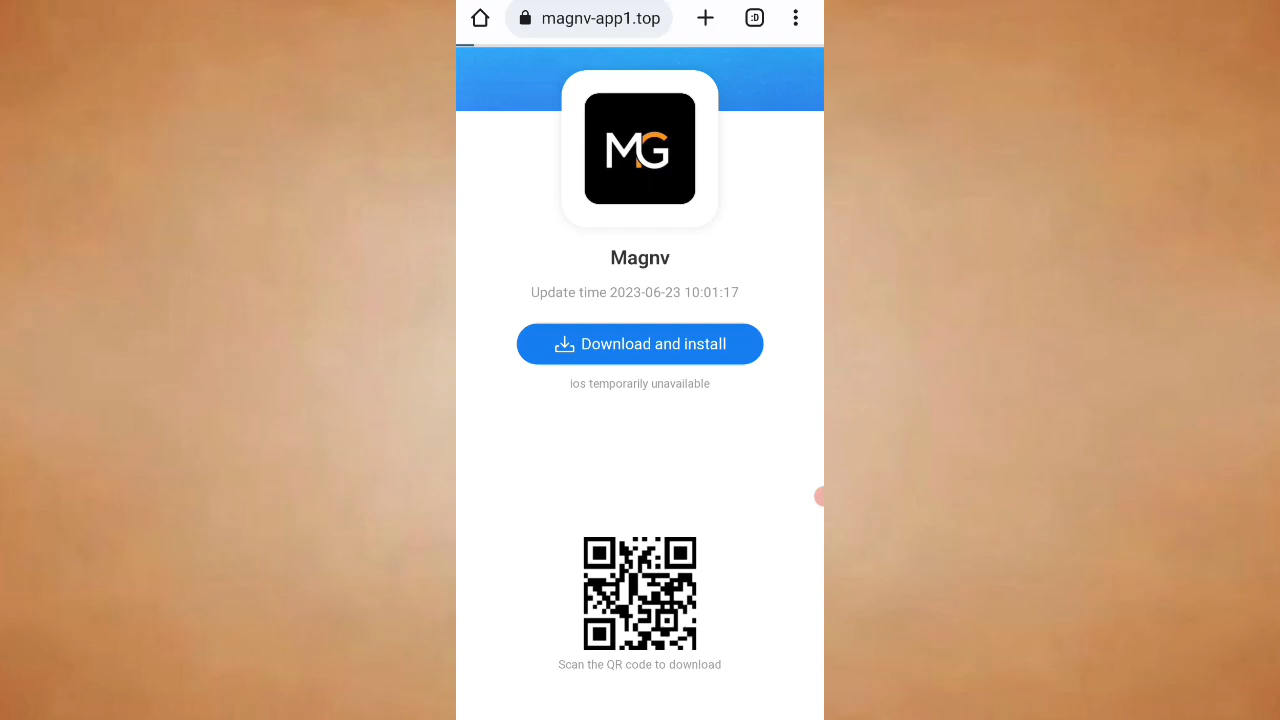 magnv-app1.top
:D
MG
Magnv
Update time 2023-06-23 10:01:17
Download and install
ios temporarily unavailable
Scan the QR code to download